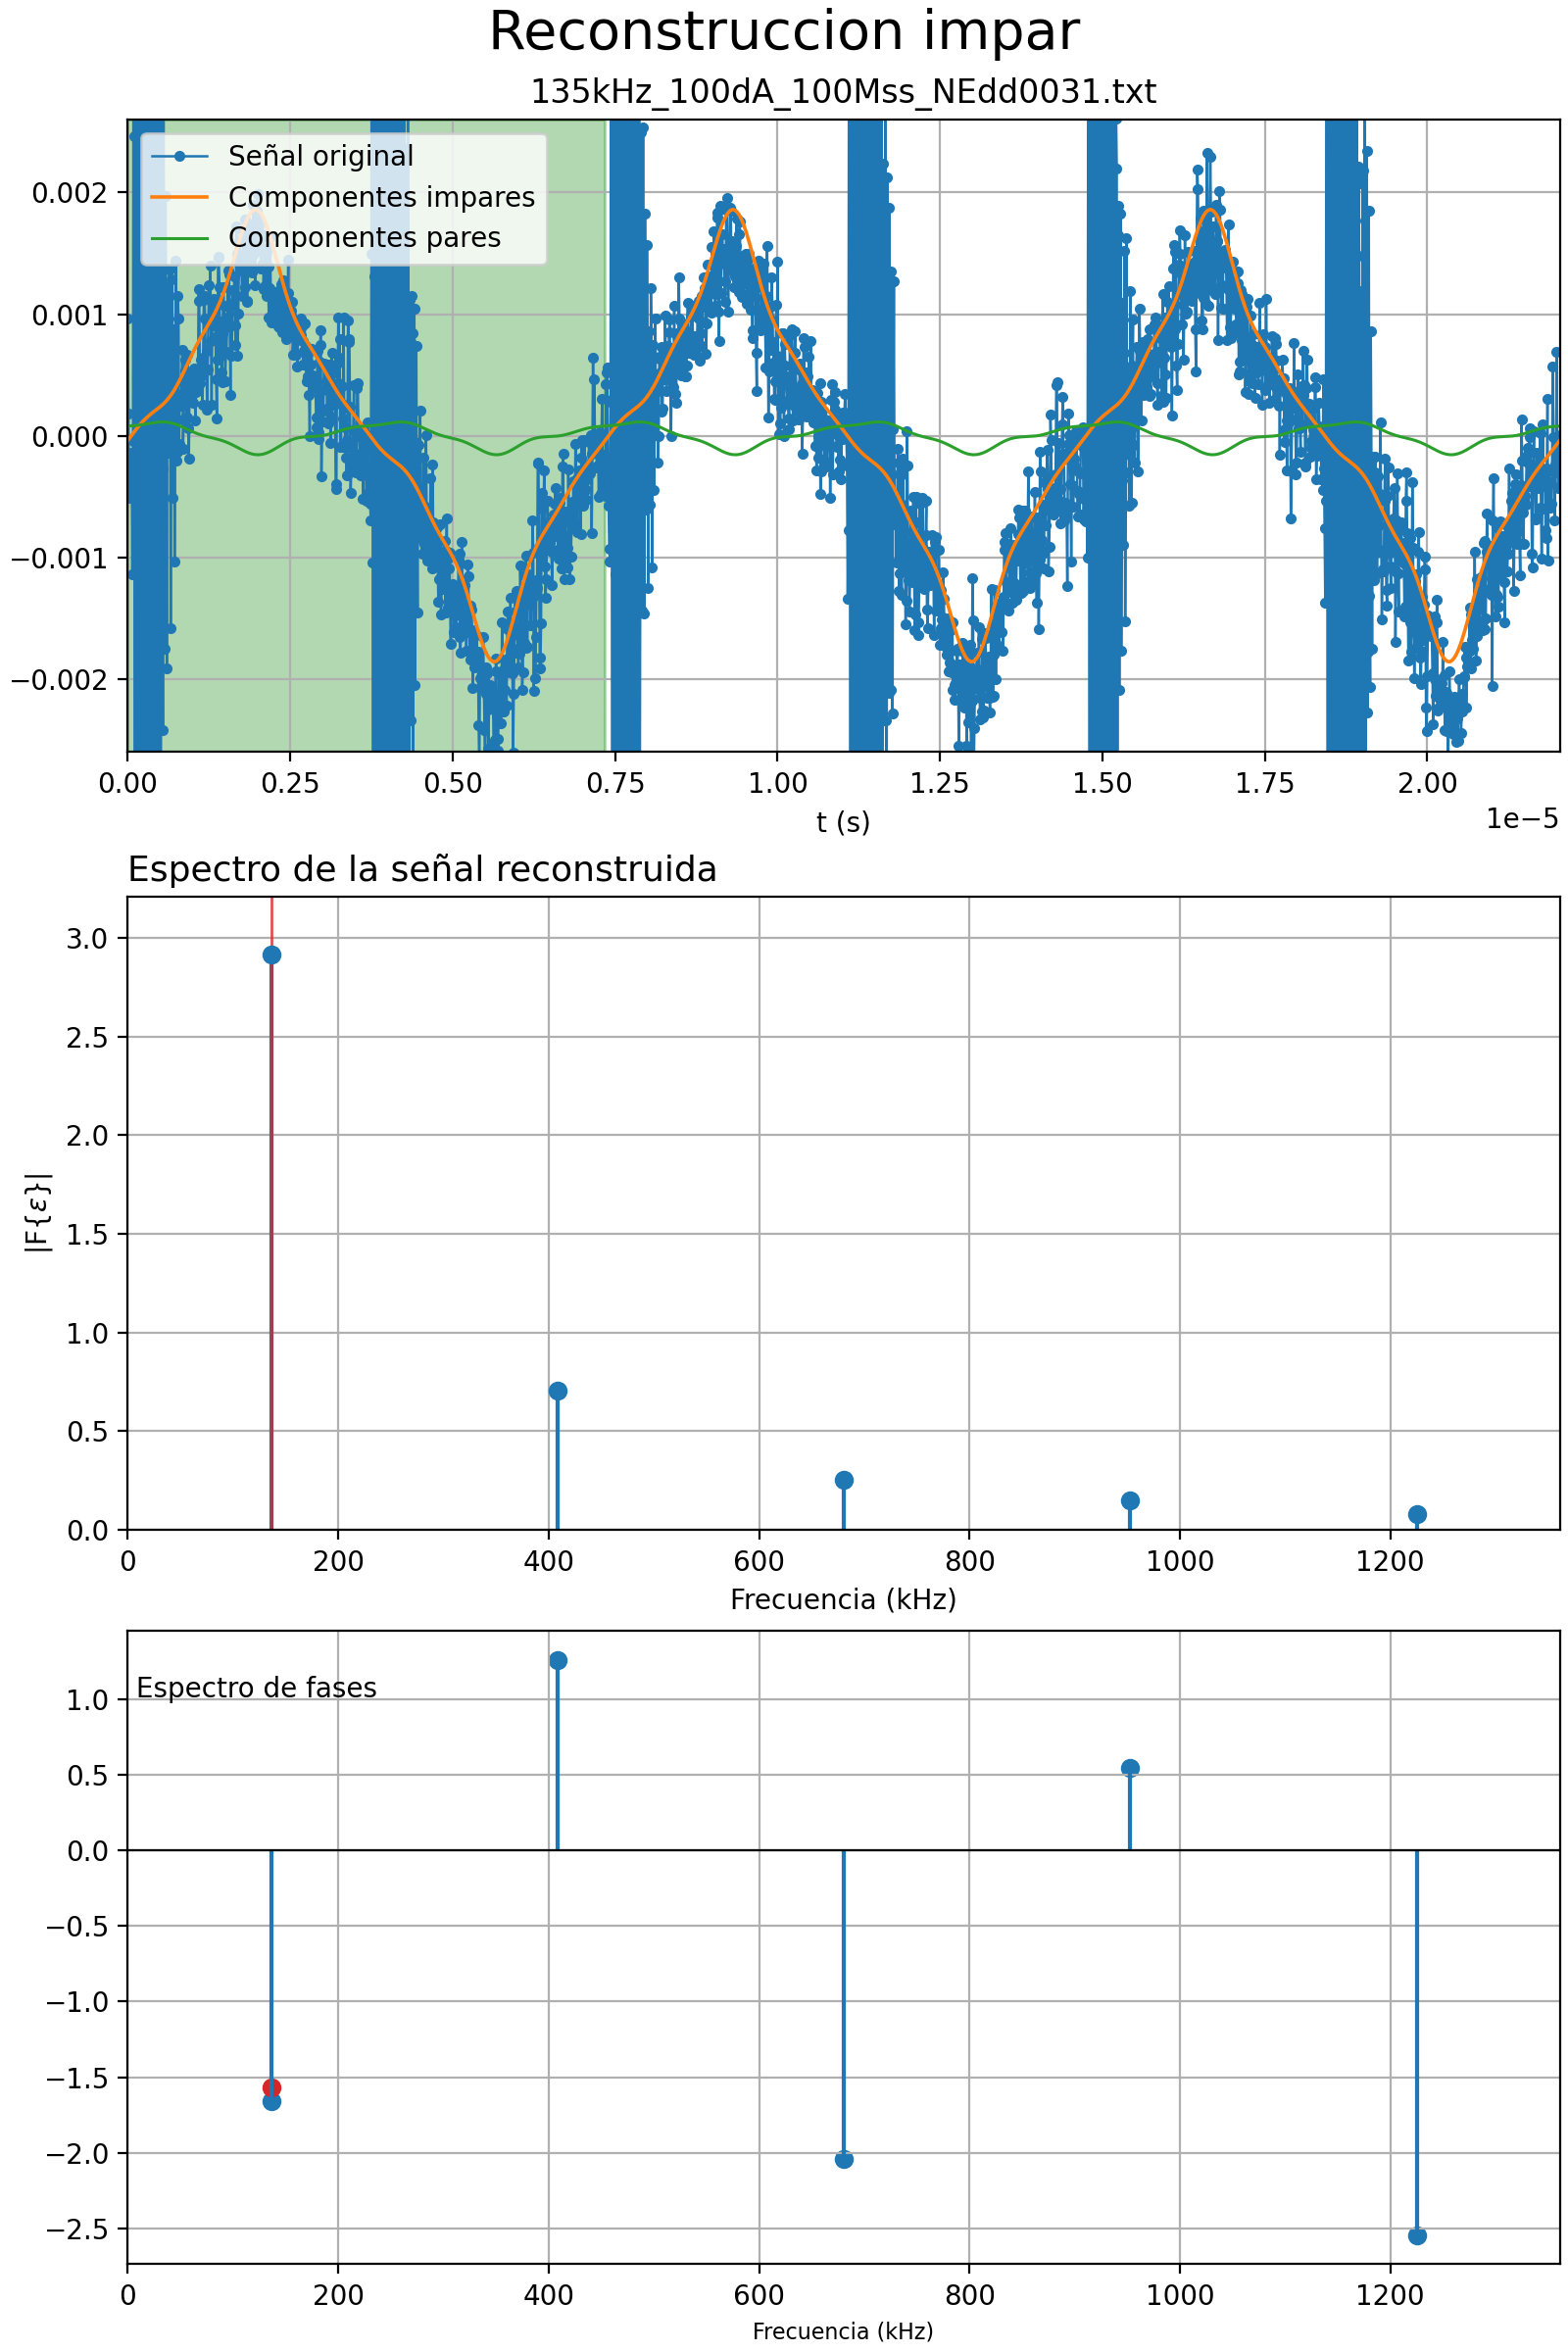 Reconstruccion impar
135kHz_100dA_100Mss_NEdd0031.txt
Señal original
Componentes impares
Componentes pares
0.002
0.001
0.000
−0.001
−0.002
0.00 0.25 0.50 0.75 1.00 1.25 1.50 1.75 2.00
1e−5
t (s)
Espectro de la señal reconstruida
3.0
2.5
2.0
1.5
1.0
0.5
0.0
|F{ε}|
0 200 400 600 800 1000 1200
Frecuencia (kHz)
Espectro de fases
1.0
0.5
0.0
−0.5
−1.0
−1.5
−2.0
−2.5
0 200 400 600 800 1000 1200
Frecuencia (kHz)